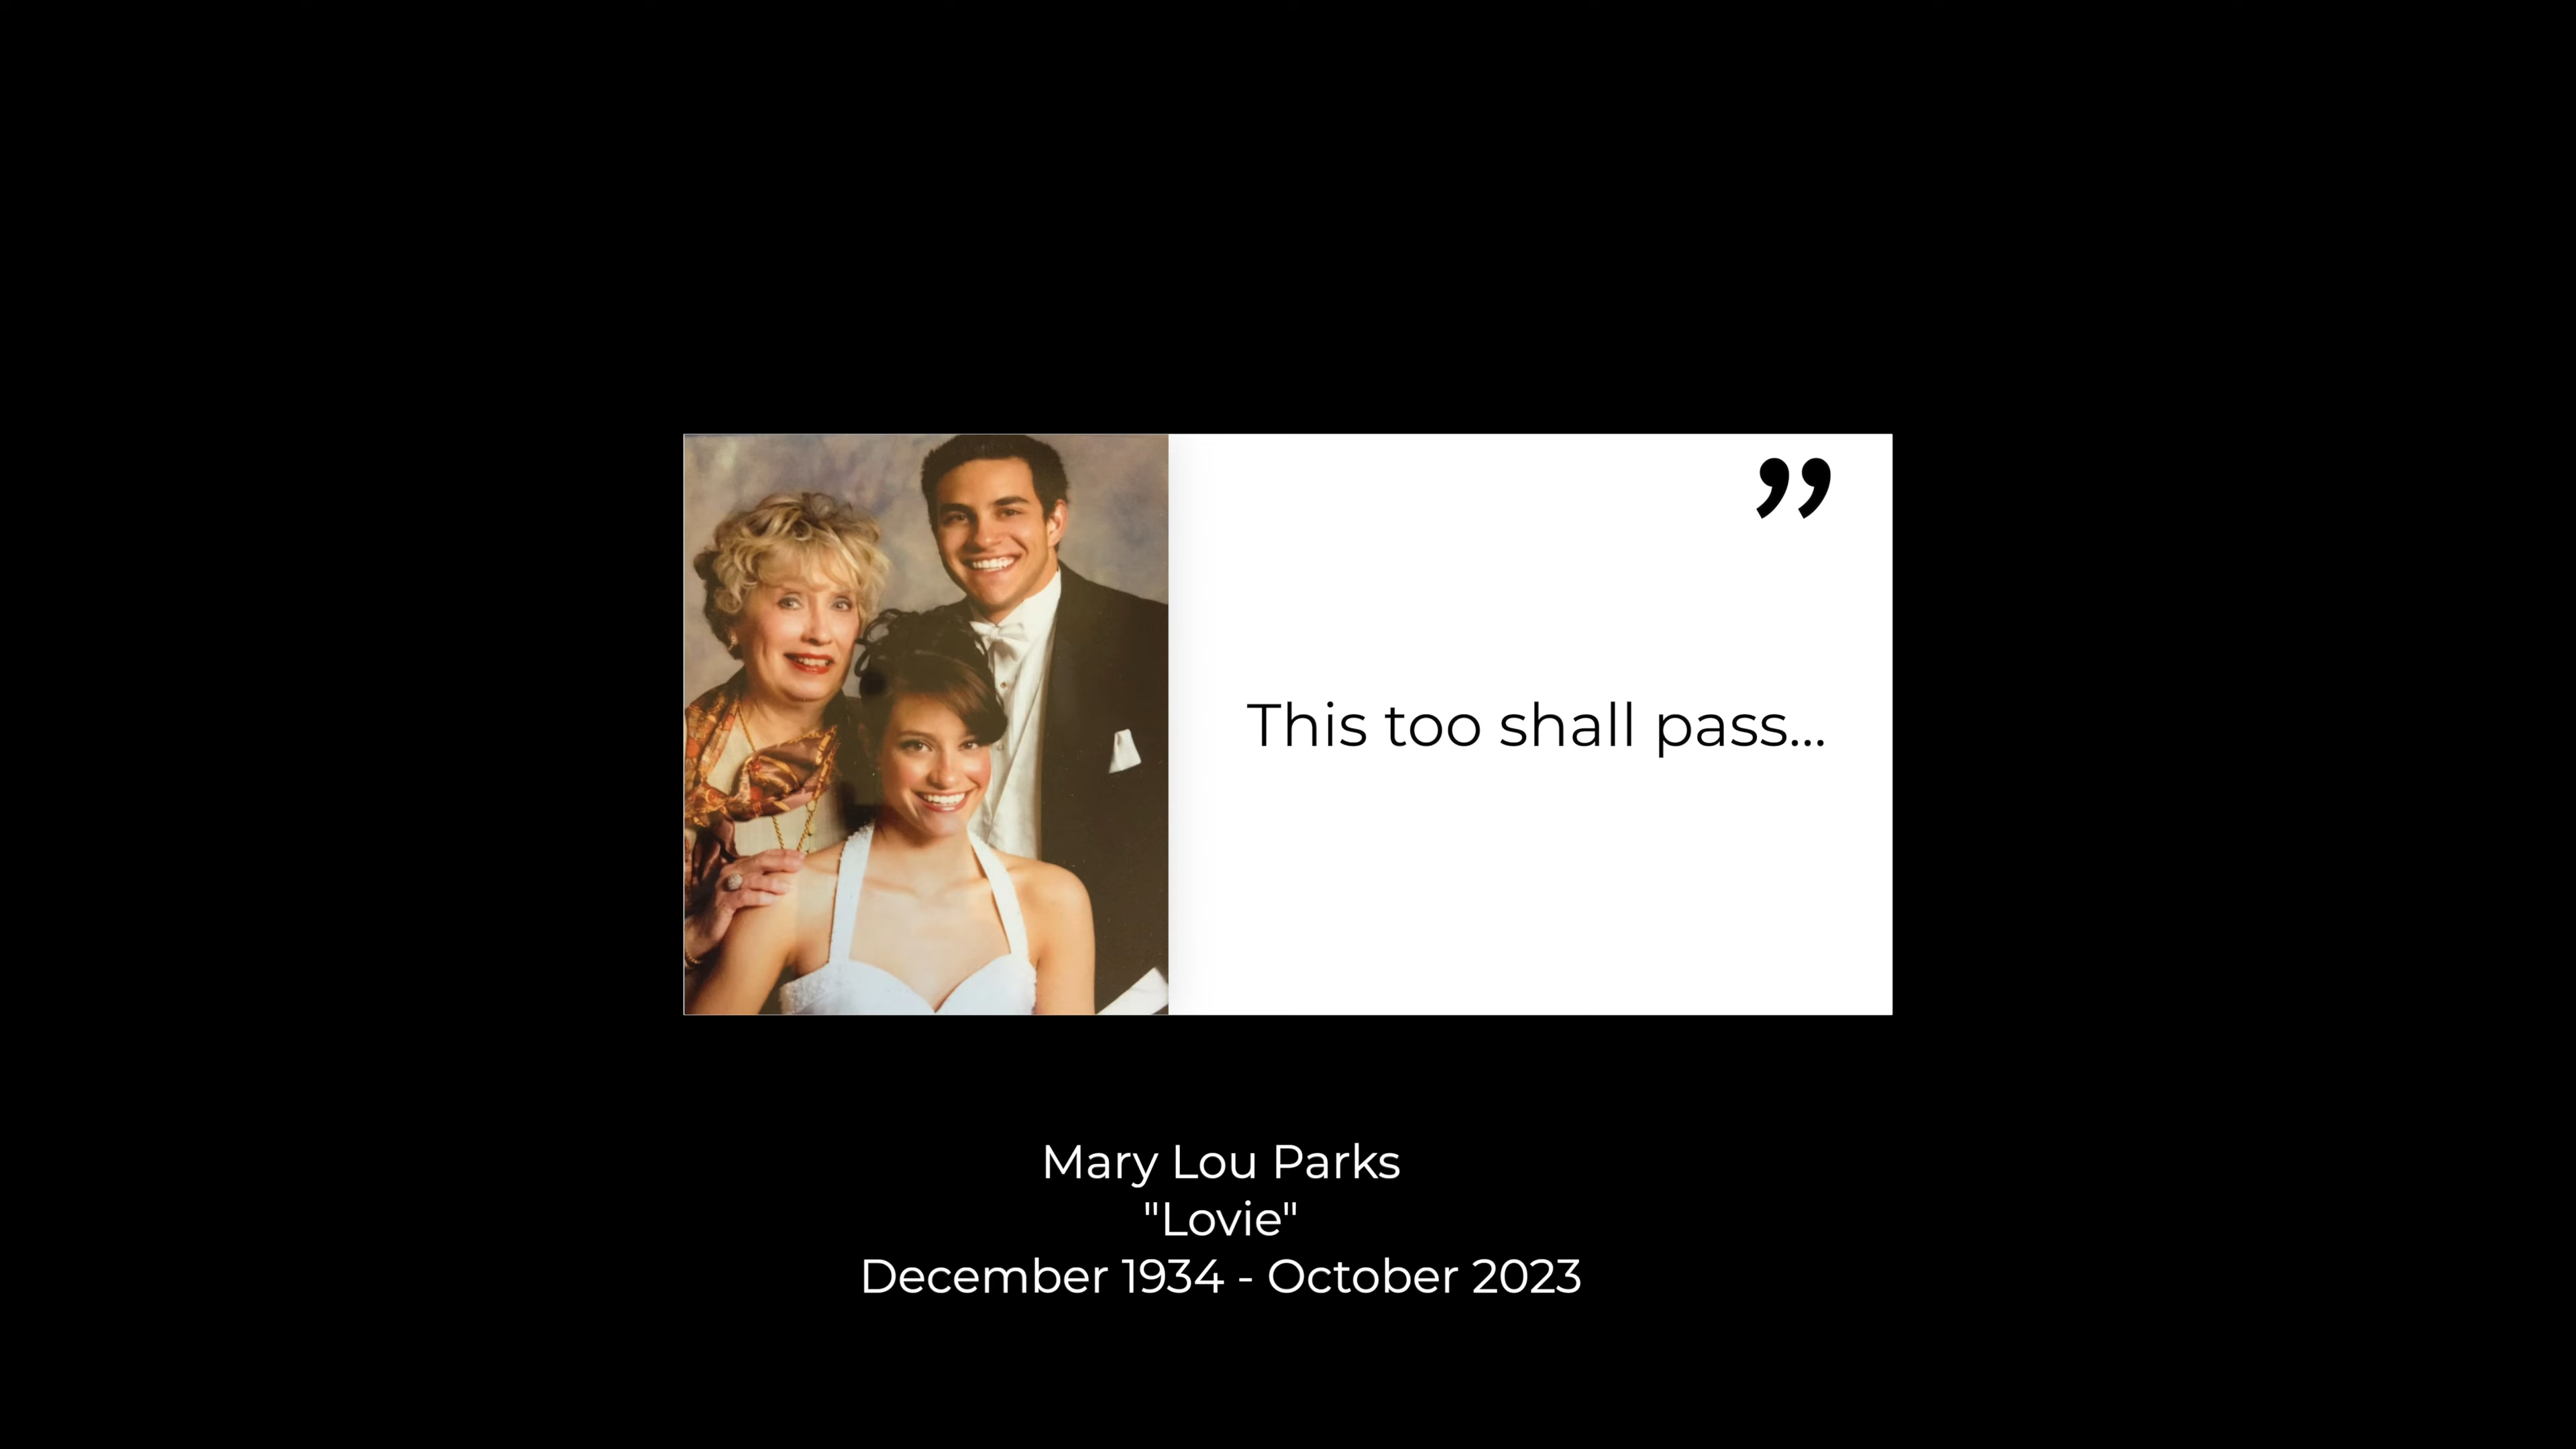 ”
This too shall pass...
Mary Lou Parks
"Lovie"
December 1934 - October 2023